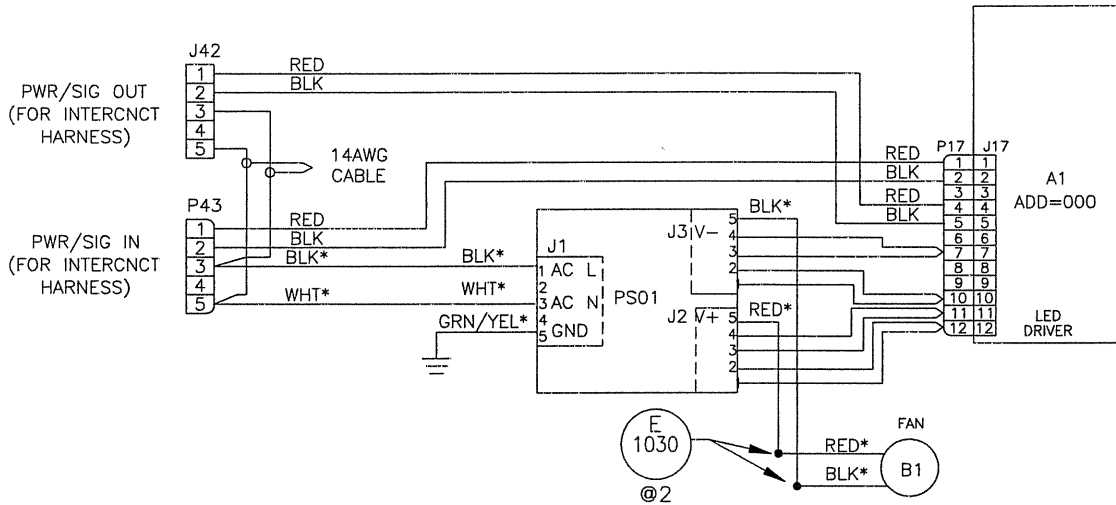 J42
PWR/SIG OUT
(FOR INTERCNCT
HARNESS)
1
2
3
4
5
RED
BLK
14AWG
CABLE
P43
PWR/SIG IN
(FOR INTERCNCT
HARNESS)
1
2
3
4
5
RED
BLK
BLK*
BLK*
WHT*
WHT*
GRN/YEL*
J1
1 AC L
2
3 AC N
4
5 GND
PS01
J3 V-
5
4
3
2
J2 V+
5
4
3
2
BLK*
RED*
RED
BLK
RED
BLK
P17 J17
1 1
2 2
3 3
4 4
5 5
6 6
7 7
8 8
9 9
10 10
11 11
12 12
A1
ADD=000
LED
DRIVER
E
1030
@2
RED*
BLK*
FAN
B1